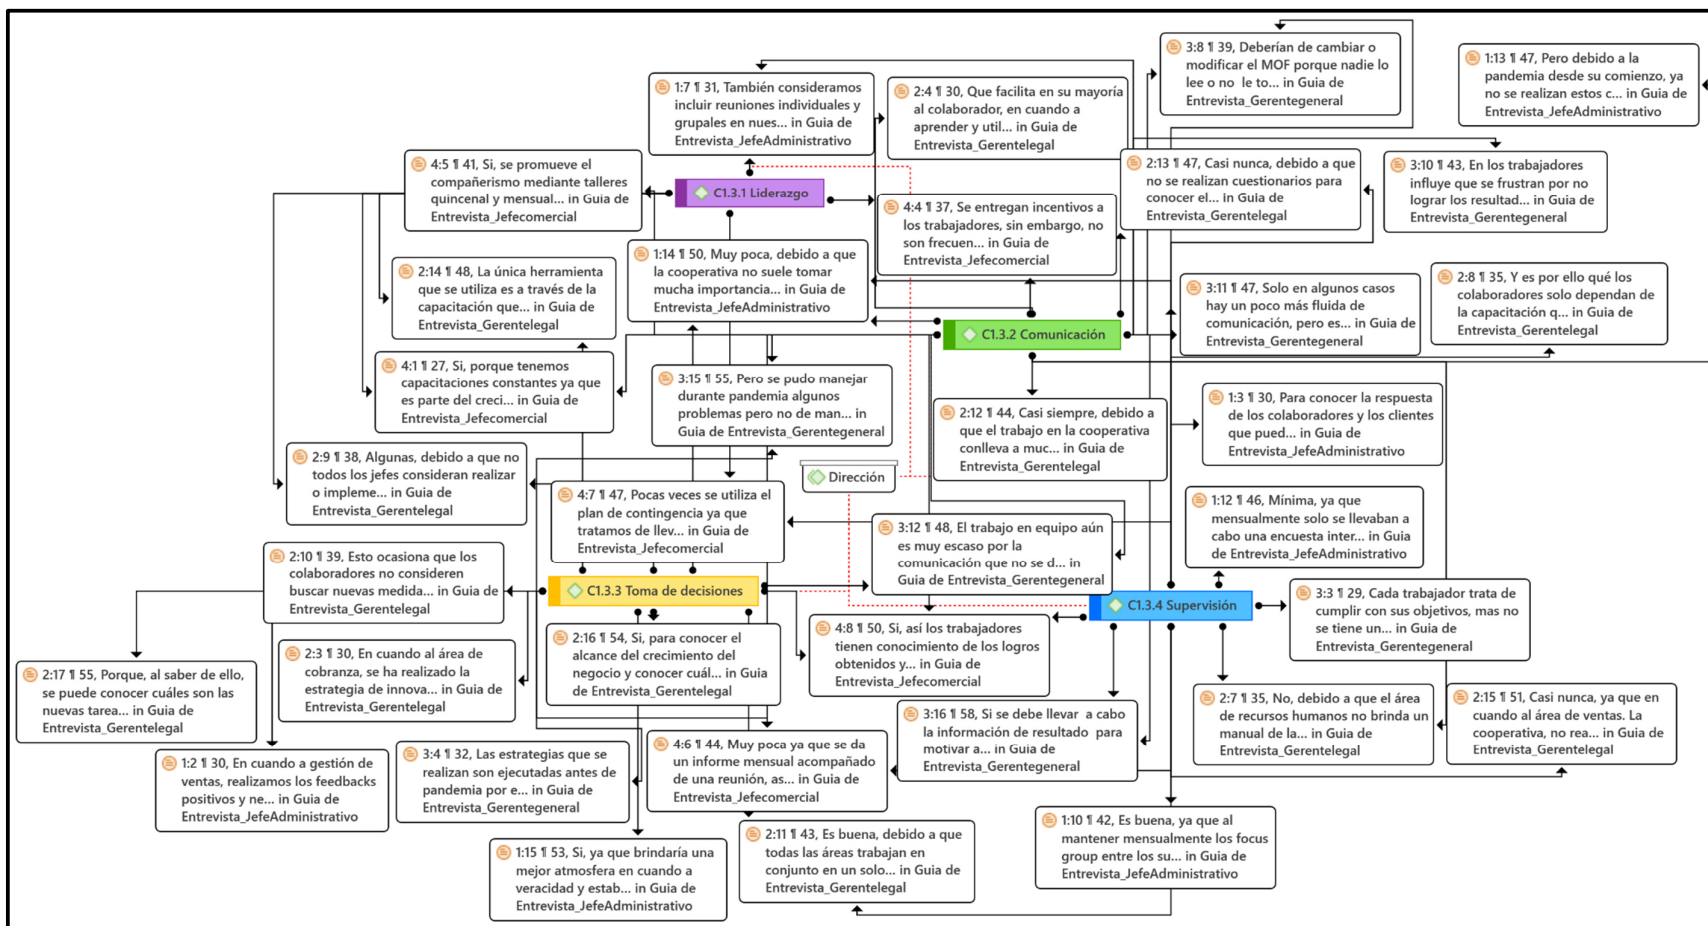 3:8 ¶ 39, Deberían de cambiar o
modificar el MOF porque nadie lo
lee o no  le to... in Guia de
Entrevista_Gerentegeneral
1:13 ¶ 47, Pero debido a la
pandemia desde su comienzo, ya
no se realizan estos c... in Guia de
Entrevista_JefeAdministrativo
1:7 ¶ 31, También consideramos
incluir reuniones individuales y
grupales en nues... in Guia de
Entrevista_JefeAdministrativo
2:4 ¶ 30, Que facilita en su mayoría
al colaborador, en cuando a
aprender y util... in Guia de
Entrevista_Gerentelegal
4:5 ¶ 41, Si, se promueve el
compañerismo mediante talleres
quincenal y mensual... in Guia de
Entrevista_Jefecomercial
C1.3.1 Liderazgo
2:13 ¶ 47, Casi nunca, debido a que
no se realizan cuestionarios para
conocer el... in Guia de
Entrevista_Gerentelegal
3:10 ¶ 43, En los trabajadores
influye que se frustran por no
lograr los resultad... in Guia de
Entrevista_Gerentegeneral
4:4 ¶ 37, Se entregan incentivos a
los trabajadores, sin embargo, no
son frecuen... in Guia de
Entrevista_Jefecomercial
1:14 ¶ 50, Muy poca, debido a que
la cooperativa no suele tomar
mucha importancia... in Guia de
Entrevista_JefeAdministrativo
2:14 ¶ 48, La única herramienta
que se utiliza es a través de la
capacitación que... in Guia de
Entrevista_Gerentelegal
C1.3.2 Comunicación
3:11 ¶ 47, Solo en algunos casos
hay un poco más fluida de
comunicación, pero es... in Guia de
Entrevista_Gerentegeneral
2:8 ¶ 35, Y es por ello qué los
colaboradores solo dependan de
la capacitación q... in Guia de
Entrevista_Gerentelegal
4:1 ¶ 27, Si, porque tenemos
capacitaciones constantes ya que
es parte del creci... in Guia de
Entrevista_Jefecomercial
3:15 ¶ 55, Pero se pudo manejar
durante pandemia algunos
problemas pero no de man... in
Guia de Entrevista_Gerentegeneral
2:12 ¶ 44, Casi siempre, debido a
que el trabajo en la cooperativa
conlleva a muc... in Guia de
Entrevista_Gerentelegal
1:3 ¶ 30, Para conocer la respuesta
de los colaboradores y los clientes
que pued... in Guia de
Entrevista_JefeAdministrativo
2:9 ¶ 38, Algunas, debido a que no
todos los jefes consideran realizar
o impleme... in Guia de
Entrevista_Gerentelegal
Dirección
4:7 ¶ 47, Pocas veces se utiliza el
plan de contingencia ya que
tratamos de llev... in Guia de
Entrevista_Jefecomercial
1:12 ¶ 46, Mínima, ya que
mensualmente solo se llevaban a
cabo una encuesta inter... in Guia
de Entrevista_JefeAdministrativo
3:12 ¶ 48, El trabajo en equipo aún
es muy escaso por la
comunicación que no se d... in
Guia de Entrevista_Gerentegeneral
2:10 ¶ 39, Esto ocasiona que los
colaboradores no consideren
buscar nuevas medida...
in Guia de
Entrevista_Gerentelegal
C1.3.3 Toma de decisiones
C1.3.4 Supervisión
3:3 ¶ 29, Cada trabajador trata de
cumplir con sus objetivos, mas no
se tiene un... in Guia de
Entrevista_Gerentegeneral
2:16 ¶ 54, Si, para conocer el
alcance del crecimiento del
negocio y conocer cuál... in Guia
de Entrevista_Gerentelegal
4:8 ¶ 50, Si, así los trabajadores
tienen conocimiento de los logros
obtenidos y... in Guia de
Entrevista_Jefecomercial
2:3 ¶ 30, En cuando al área de
cobranza, se ha realizado la
estrategia de innova... in Guia de
Entrevista_Gerentelegal
2:17 ¶ 55, Porque, al saber de ello,
se puede conocer cuáles son las
nuevas tarea... in Guia de
Entrevista_Gerentelegal
2:7 ¶ 35, No, debido a que el área
de recursos humanos no brinda un
manual de la... in Guia de
Entrevista_Gerentelegal
2:15 ¶ 51, Casi nunca, ya que en
cuando al área de ventas. La
cooperativa, no rea... in Guia de
Entrevista_Gerentelegal
3:16 ¶ 58, Si se debe llevar  a cabo
la información de resultado  para
motivar a... in Guia de
Entrevista_Gerentegeneral
4:6 ¶ 44, Muy poca ya que se da
un informe mensual acompañado
de una reunión, as... in Guia de
Entrevista_Jefecomercial
3:4 ¶ 32, Las estrategias que se
realizan son ejecutadas antes de
pandemia por e... in Guia de
Guia de Entrevista_Gerentegeneral
1:2 ¶ 30, En cuando a gestión de
ventas, realizamos los feedbacks
positivos y ne... in Guia de
Entrevista_JefeAdministrativo
2:11 ¶ 43, Es buena, debido a que
todas las áreas trabajan en
conjunto en un solo... in Guia de
Entrevista_Gerentelegal
1:10 ¶ 42, Es buena, ya que al
mantener mensualmente los focus
group entre los su... in Guia de
Entrevista_JefeAdministrativo
1:15 ¶ 53, Si, ya que brindaría una
mejor atmosfera en cuando a
veracidad y estab... in Guia de
Entrevista_JefeAdministrativo